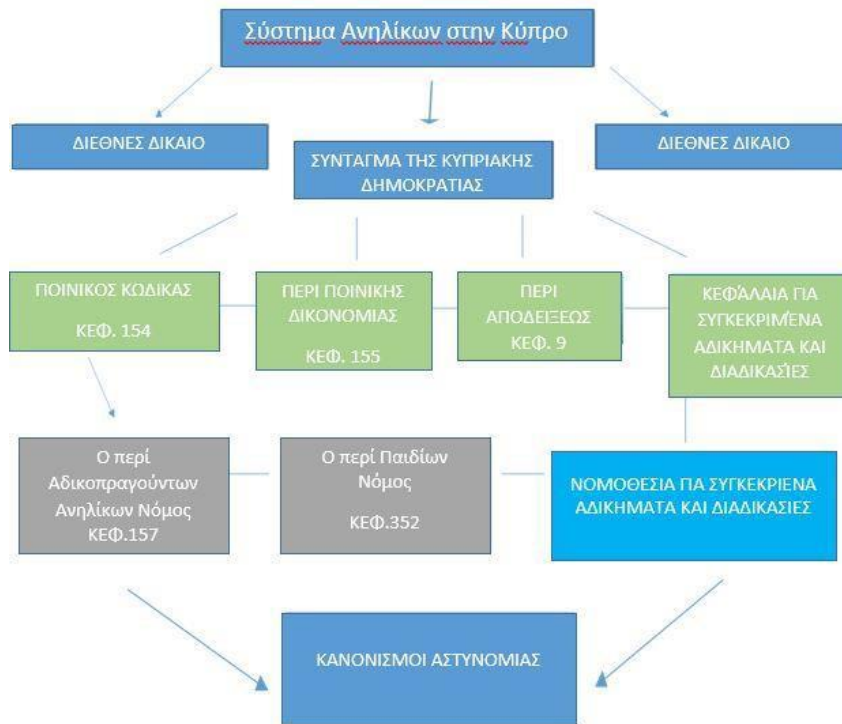 Σύστημα Ανηλίκων στην Κύπρο
ΔΙΕΘΝΕΣ ΔΙΚΑΙΟ
ΣΥΝΤΑΓΜΑ ΤΗΣ ΚΥΠΡΙΑΚΗΣ
ΔΗΜΟΚΡΑΤΙΑΣ
ΔΙΕΘΝΕΣ ΔΙΚΑΙΟ
ΠΟΙΝΙΚΟΣ ΚΩΔΙΚΑΣ
ΚΕΦ. 154
ΠΕΡΙ ΠΟΙΝΙΚΗΣ
ΔΙΚΟΝΟΜΙΑΣ
ΚΕΦ. 155
ΠΕΡΙ
ΑΠΟΔΕΙΞΕΩΣ
ΚΕΦ. 9
ΚΕΦΆΛΑΙΑ ΓΙΑ
ΣΥΓΚΕΚΡΙΜΈΝΑ
ΑΔΙΚΗΜΑΤΑ ΚΑΙ
ΔΙΑΔΙΚΑΣΊΕΣ
Ο περί
Αδικοπραγούντων
Ανηλίκων Νόμος
ΚΕΦ.157
Ο περί Παιδίων
Νόμος
ΚΕΦ.352
ΝΟΜΟΘΕΣΙΑ ΓΙΑ ΣΥΓΚΕΚΡΙΕΝΑ
ΑΔΙΚΗΜΑΤΑ ΚΑΙ ΔΙΑΔΙΚΑΣΙΕΣ
ΚΑΝΟΝΙΣΜΟΙ ΑΣΤΥΝΟΜΙΑΣ